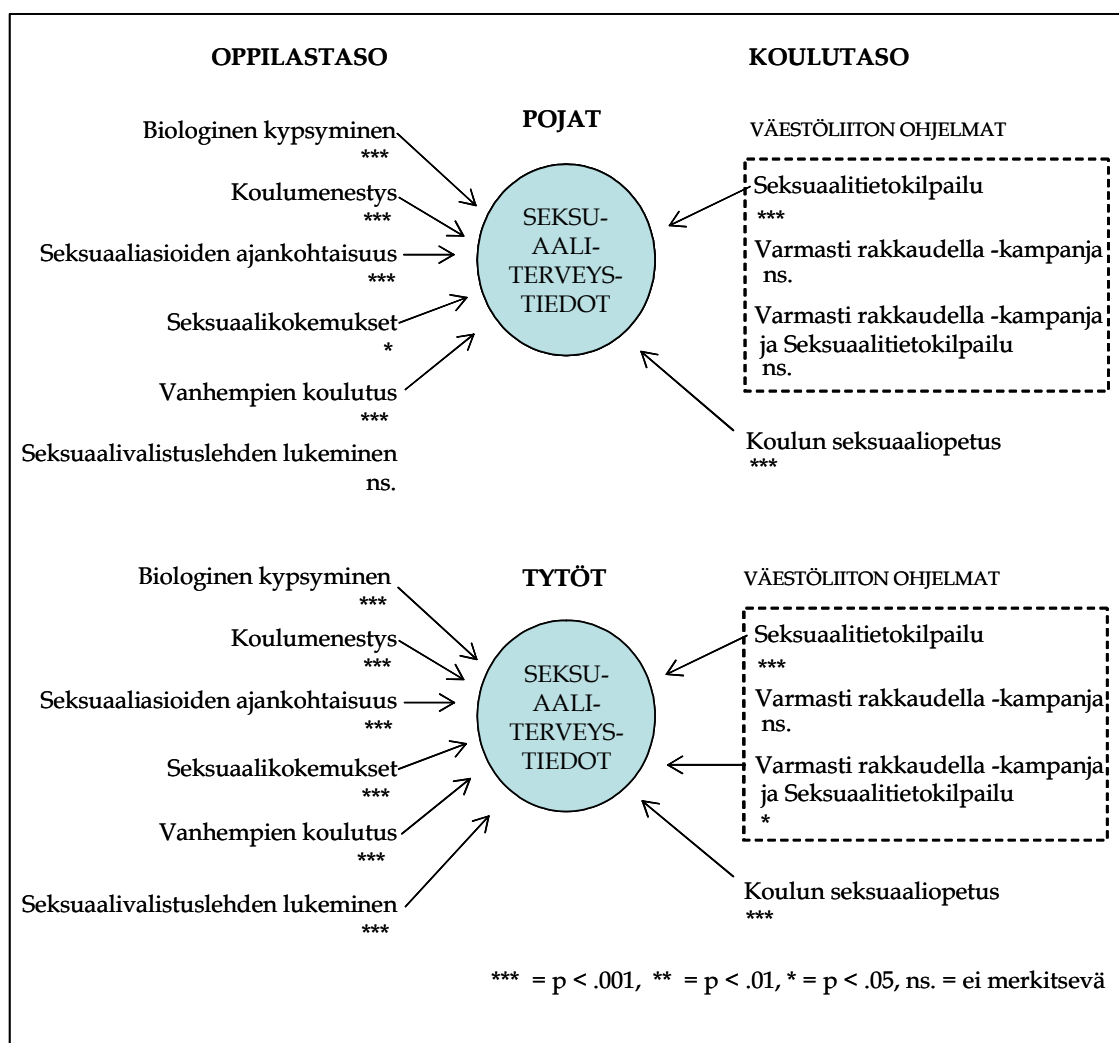 OPPILASTASO
KOULUTASO
POJAT
Biologinen kypsyminen
***
Koulumenestys
***
Seksuaaliasioiden ajankohtaisuus
***
Seksuaalikokemukset
*
Vanhempien koulutus
***
Seksuaalivalistuslehden lukeminen
ns.
SEKSU-
AALI-
TERVEYS-
TIEDOT
VÄESTÖLIITON OHJELMAT
Seksuaalitietokilpailu
***
Varmasti rakkaudella -kampanja
ns.
Varmasti rakkaudella -kampanja
ja Seksuaalitietokilpailu
ns.
Koulun seksuaaliopetus
***
TYTÖT
Biologinen kypsyminen
***
Koulumenestys
***
Seksuaaliasioiden ajankohtaisuus
***
Seksuaalikokemukset
***
Vanhempien koulutus
***
Seksuaalivalistuslehden lukeminen
***
SEKSU-
AALI-
TERVEYS-
TIEDOT
VÄESTÖLIITON OHJELMAT
Seksuaalitietokilpailu
***
Varmasti rakkaudella -kampanja
ns.
Varmasti rakkaudella -kampanja
ja Seksuaalitietokilpailu
*
Koulun seksuaaliopetus
***
*** = p < .001, ** = p < .01, * = p < .05, ns. = ei merkitsevä